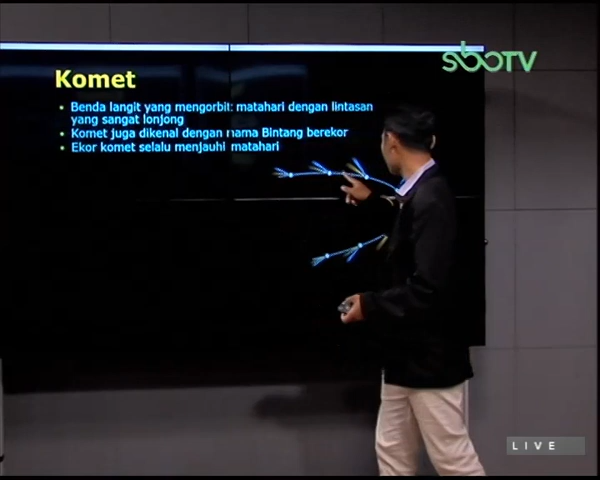 sboTV
Komet
• Benda langit yang mengorbit matahari dengan lintasan
yang sangat lonjong
• Komet juga dikenal dengan nama Bintang berekor
• Ekor komet selalu menjauhi matahari
LIVE